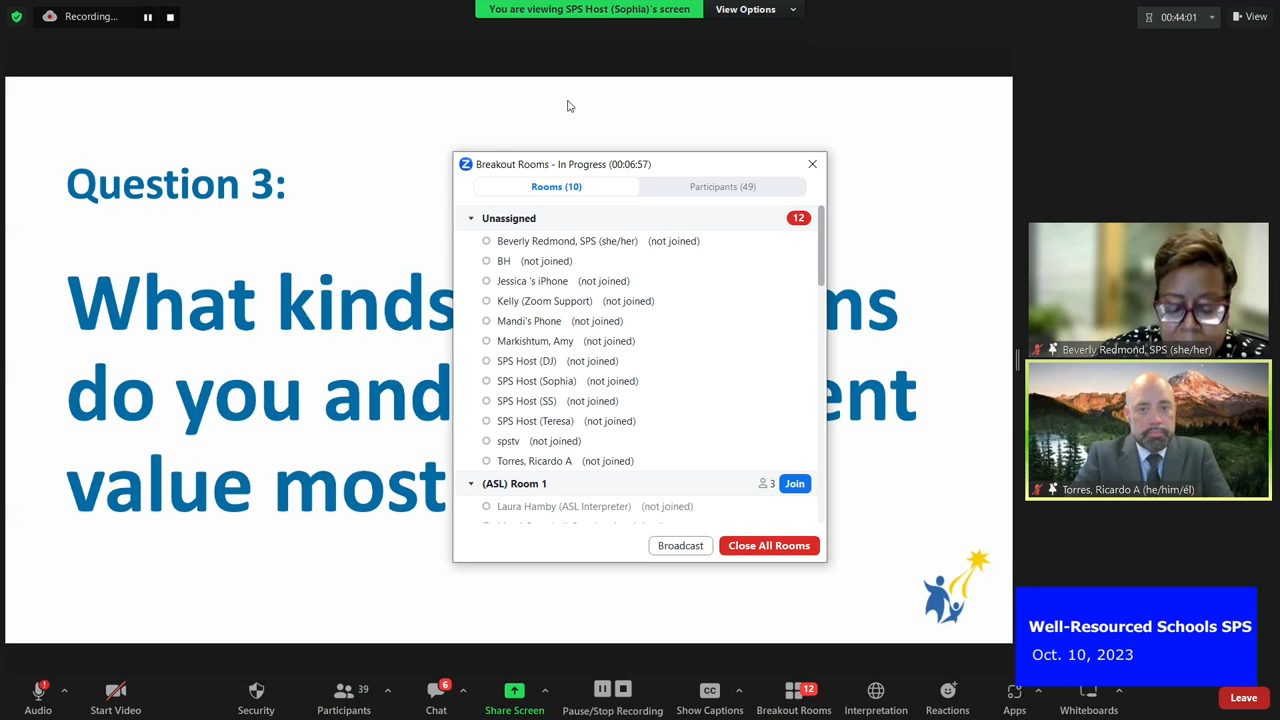 Recording...
You are viewing SPS Host (Sophia)'s screen
View Options
00:44:01
View
Question 3:
What kinds
ms
do you and
ent
value most
Breakout Rooms - In Progress (00:06:57)
Rooms (10)
Participants (49)
Unassigned
12
Beverly Redmond, SPS (she/her) (not joined)
BH (not joined)
Jessica 's iPhone (not joined)
Kelly (Zoom Support) (not joined)
Mandi's Phone (not joined)
Markishtum, Amy (not joined)
SPS Host (DJ) (not joined)
SPS Host (Sophia) (not joined)
SPS Host (SS) (not joined)
SPS Host (Teresa) (not joined)
spstv (not joined)
Torres, Ricardo A (not joined)
(ASL) Room 1
3
Join
Laura Hamby (ASL Interpreter) (not joined)
Broadcast
Close All Rooms
Beverly Redmond, SPS (she/her)
Torres, Ricardo A (he/him/él)
Well-Resourced Schools SPS
Oct. 10, 2023
Audio
Start Video
Security
39
Participants
6
Chat
Share Screen
Pause/Stop Recording
CC
Show Captions
12
Breakout Rooms
Interpretation
Reactions
Apps
Whiteboards
Leave